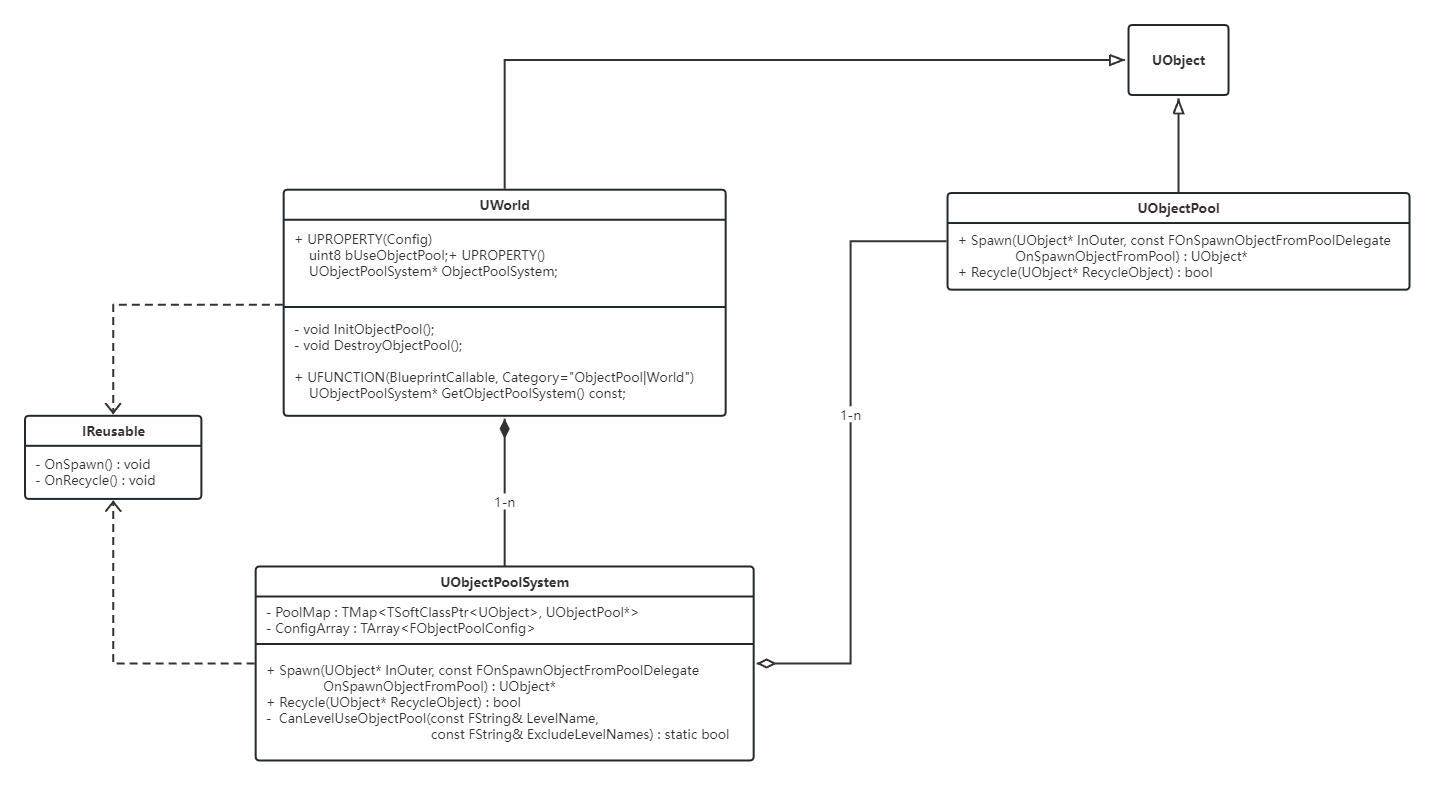 UObject
UWorld
+ UPROPERTY(Config)
uint8 bUseObjectPool;+ UPROPERTY()
UObjectPoolSystem* ObjectPoolSystem;
- void InitObjectPool();
- void DestroyObjectPool();
+ UFUNCTION(BlueprintCallable, Category="ObjectPool|World")
UObjectPoolSystem* GetObjectPoolSystem() const;
UObjectPool
+ Spawn(UObject* InOuter, const FOnSpawnObjectFromPoolDelegate
OnSpawnObjectFromPool) : UObject*
+ Recycle(UObject* RecycleObject) : bool
IReusable
- OnSpawn() : void
- OnRecycle() : void
1-n
1-n
UObjectPoolSystem
- PoolMap : TMap<TSoftClassPtr<UObject>, UObjectPool*>
- ConfigArray : TArray<FObjectPoolConfig>
+ Spawn(UObject* InOuter, const FOnSpawnObjectFromPoolDelegate
OnSpawnObjectFromPool) : UObject*
+ Recycle(UObject* RecycleObject) : bool
- CanLevelUseObjectPool(const FString& LevelName,
const FString& ExcludeLevelNames) : static bool